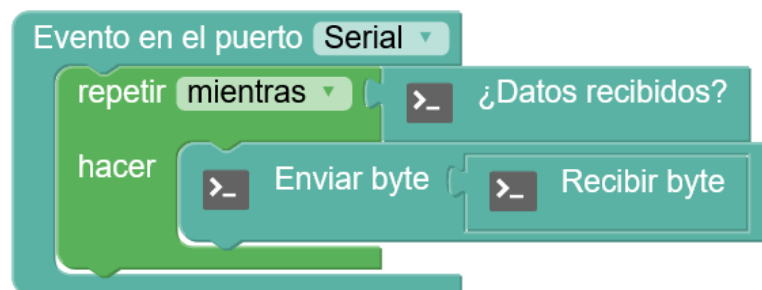 Evento en el puerto Serial
repetir mientras >_ ¿Datos recibidos?
hacer >_ Enviar byte >_ Recibir byte